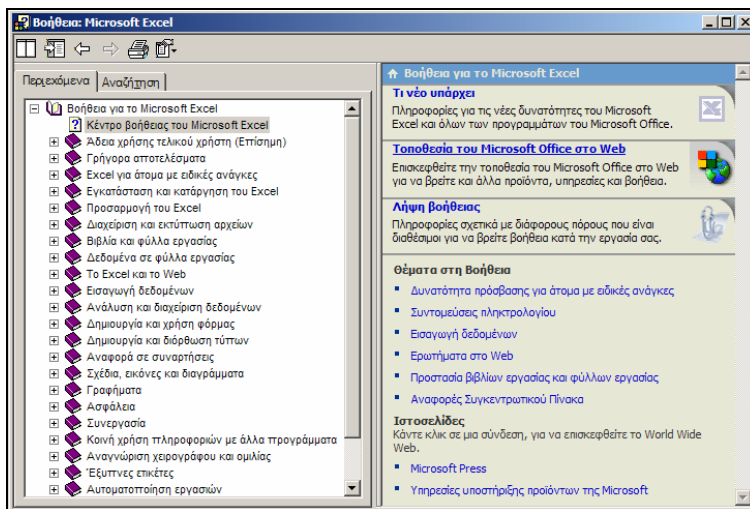 Βοήθεια: Microsoft Excel
Περιεχόμενα
Αναζήτηση
Βοήθεια για το Microsoft Excel
Κέντρο βοήθειας του Microsoft Excel
Άδεια χρήσης τελικού χρήστη (Επίσημη)
Γρήγορα αποτελέσματα
Excel για άτομα με ειδικές ανάγκες
Εγκατάσταση και κατάργηση του Excel
Προσαρμογή του Excel
Διαχείριση και εκτύπωση αρχείων
Βιβλία και φύλλα εργασίας
Δεδομένα σε φύλλα εργασίας
Το Excel και το Web
Εισαγωγή δεδομένων
Ανάλυση και διαχείριση δεδομένων
Δημιουργία και χρήση φόρμας
Δημιουργία και διόρθωση τύπων
Αναφορά σε συναρτήσεις
Σχέδια, εικόνες και διαγράμματα
Γραφήματα
Ασφάλεια
Συνεργασία
Κοινή χρήση πληροφοριών με άλλα προγράμματα
Αναγνώριση χειρογράφου και ομιλίας
Έξυπνες ετικέτες
Αυτοματοποίηση εργασιών
Βοήθεια για το Microsoft Excel
Τι νέο υπάρχει
Πληροφορίες για τις νέες δυνατότητες του Microsoft
Excel και όλων των προγραμμάτων του Microsoft Office.
Τοποθεσία του Microsoft Office στο Web
Επισκεφθείτε την τοποθεσία του Microsoft Office στο Web
για να βρείτε και άλλα προϊόντα, υπηρεσίες και βοήθεια.
Λήψη βοήθειας
Πληροφορίες σχετικά με διάφορους πόρους που είναι
διαθέσιμοι για να βρείτε βοήθεια κατά την εργασία σας.
Θέματα στη Βοήθεια
Δυνατότητα πρόσβασης για άτομα με ειδικές ανάγκες
Συντομεύσεις πληκτρολογίου
Εισαγωγή δεδομένων
Ερωτήματα στο Web
Προστασία βιβλίων εργασίας και φύλλων εργασίας
Αναφορές Συγκεντρωτικού Πίνακα
Ιστοσελίδες
Κάντε κλικ σε μια σύνδεση, για να επισκεφθείτε το World Wide
Web.
Microsoft Press
Υπηρεσίες υποστήριξης προϊόντων της Microsoft